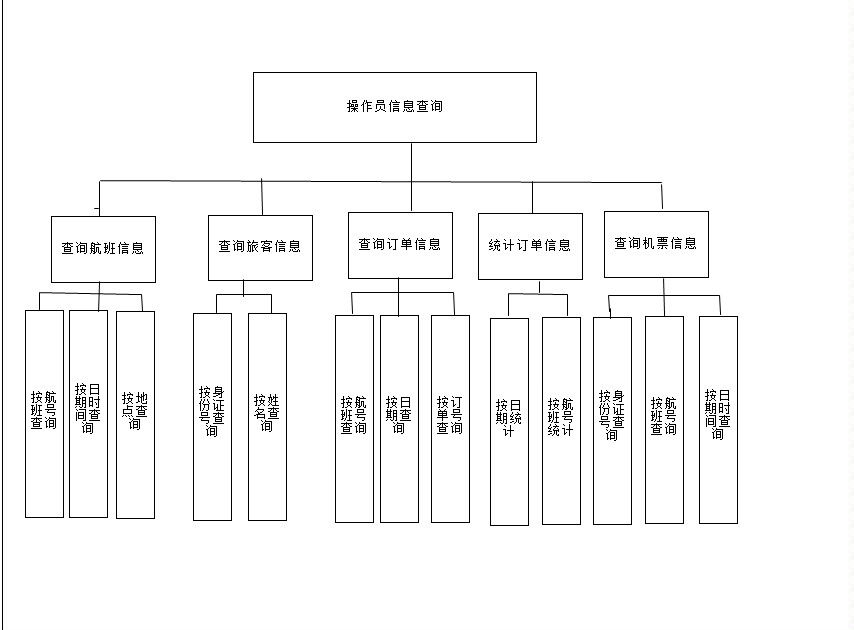 操作员信息查询
查询航班信息
查询旅客信息
查询订单信息
统计订单信息
查询机票信息
按航班号查询
按日期时间查询
按地点查询
按身份证号查询
按姓名查询
按航班号查询
按日期查询
按订单号查询
按日期统计
按航班号统计
按身份证号查询
按航班号查询
按日期时间查询